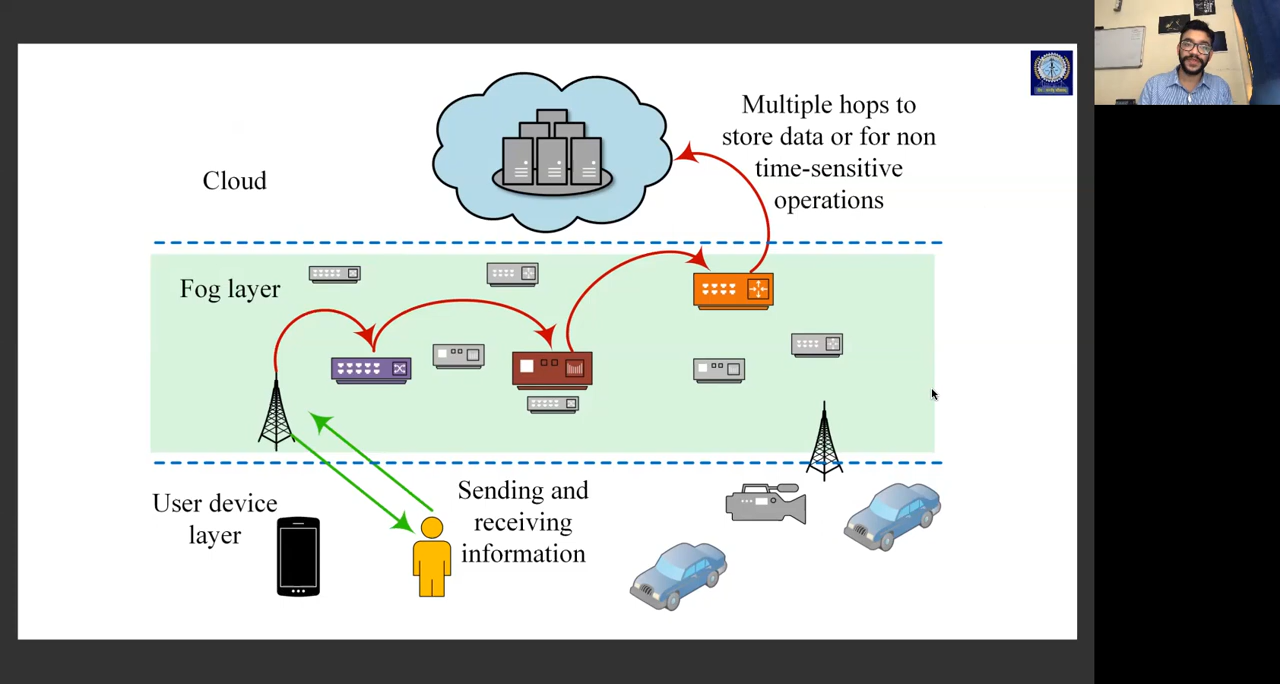 Multiple hops to
store data or for non
time-sensitive
operations
Cloud
Fog layer
User device
layer
Sending and
receiving
information